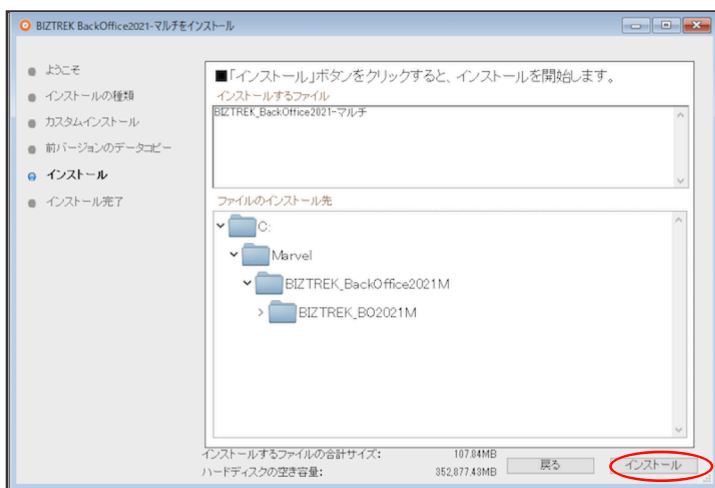 BIZTREK BackOffice2021-マルチをインストール
ようこそ
インストールの種類
カスタムインストール
前バージョンのデータコピー
インストール
インストール完了
■「インストール」ボタンをクリックすると、インストールを開始します。
インストールするファイル
BIZTREK_BackOffice2021-マルチ
ファイルのインストール先
C:
Marvel
BIZTREK_BackOffice2021M
BIZTREK_BO2021M
インストールするファイルの合計サイズ: 107.84MB
ハードディスクの空き容量: 352,877.43MB
戻る
インストール